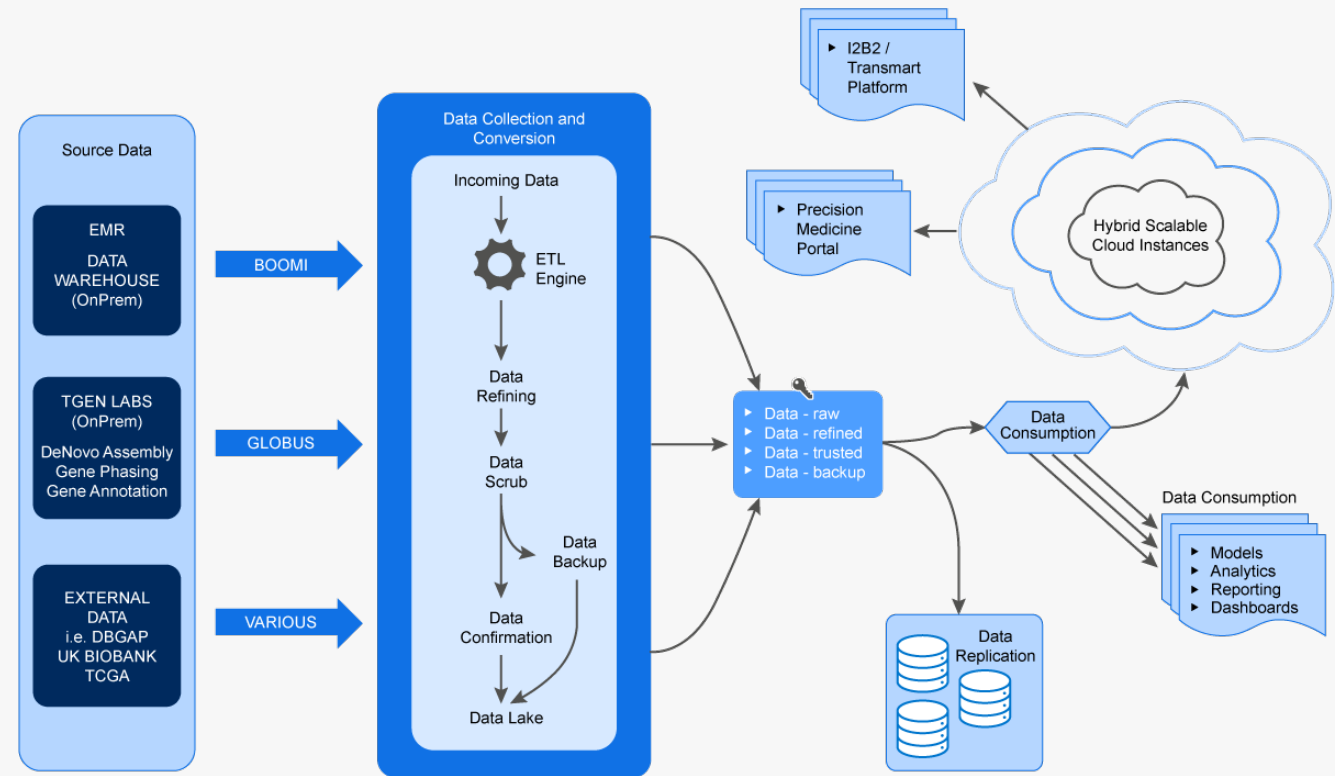 Source Data
EMR
DATA
WAREHOUSE
(OnPrem)
TGEN LABS
(OnPrem)
DeNovo Assembly
Gene Phasing
Gene Annotation
EXTERNAL
DATA
i.e. DBGAP
UK BIOBANK
TCGA
BOOMI
GLOBUS
VARIOUS
Data Collection and
Conversion
Incoming Data
ETL
Engine
Data
Refining
Data
Scrub
Data
Backup
Data
Confirmation
Data Lake
Data - raw
Data - refined
Data - trusted
Data - backup
I2B2 /
Transmart
Platform
Precision
Medicine
Portal
Hybrid Scalable
Cloud Instances
Data
Consumption
Data Consumption
Models
Analytics
Reporting
Dashboards
Data
Replication